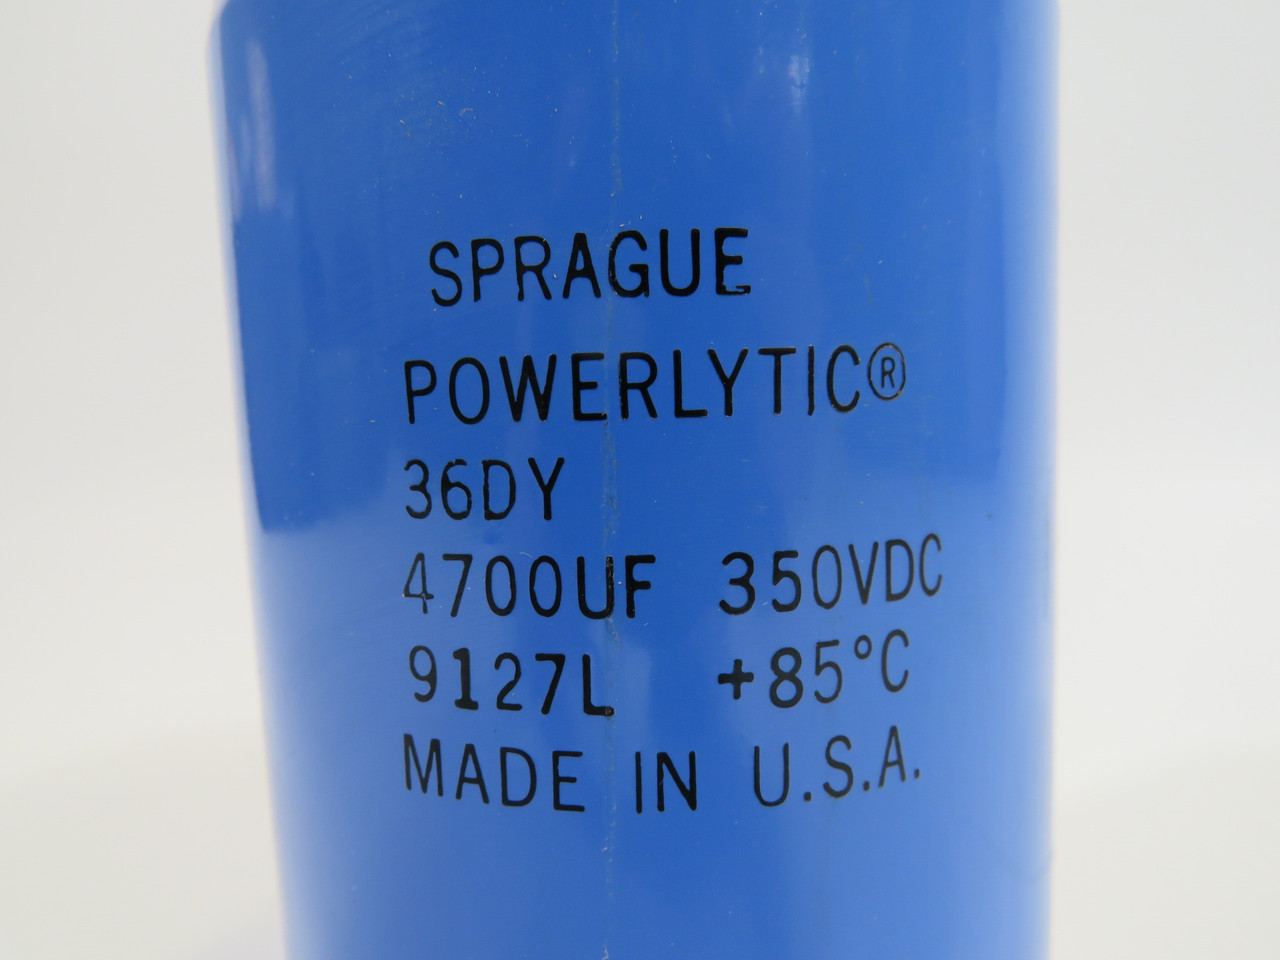 SPRAGUE
POWERLYTIC®
36DY
4700UF 350VDC
9127L +85°C
MADE IN U.S.A.